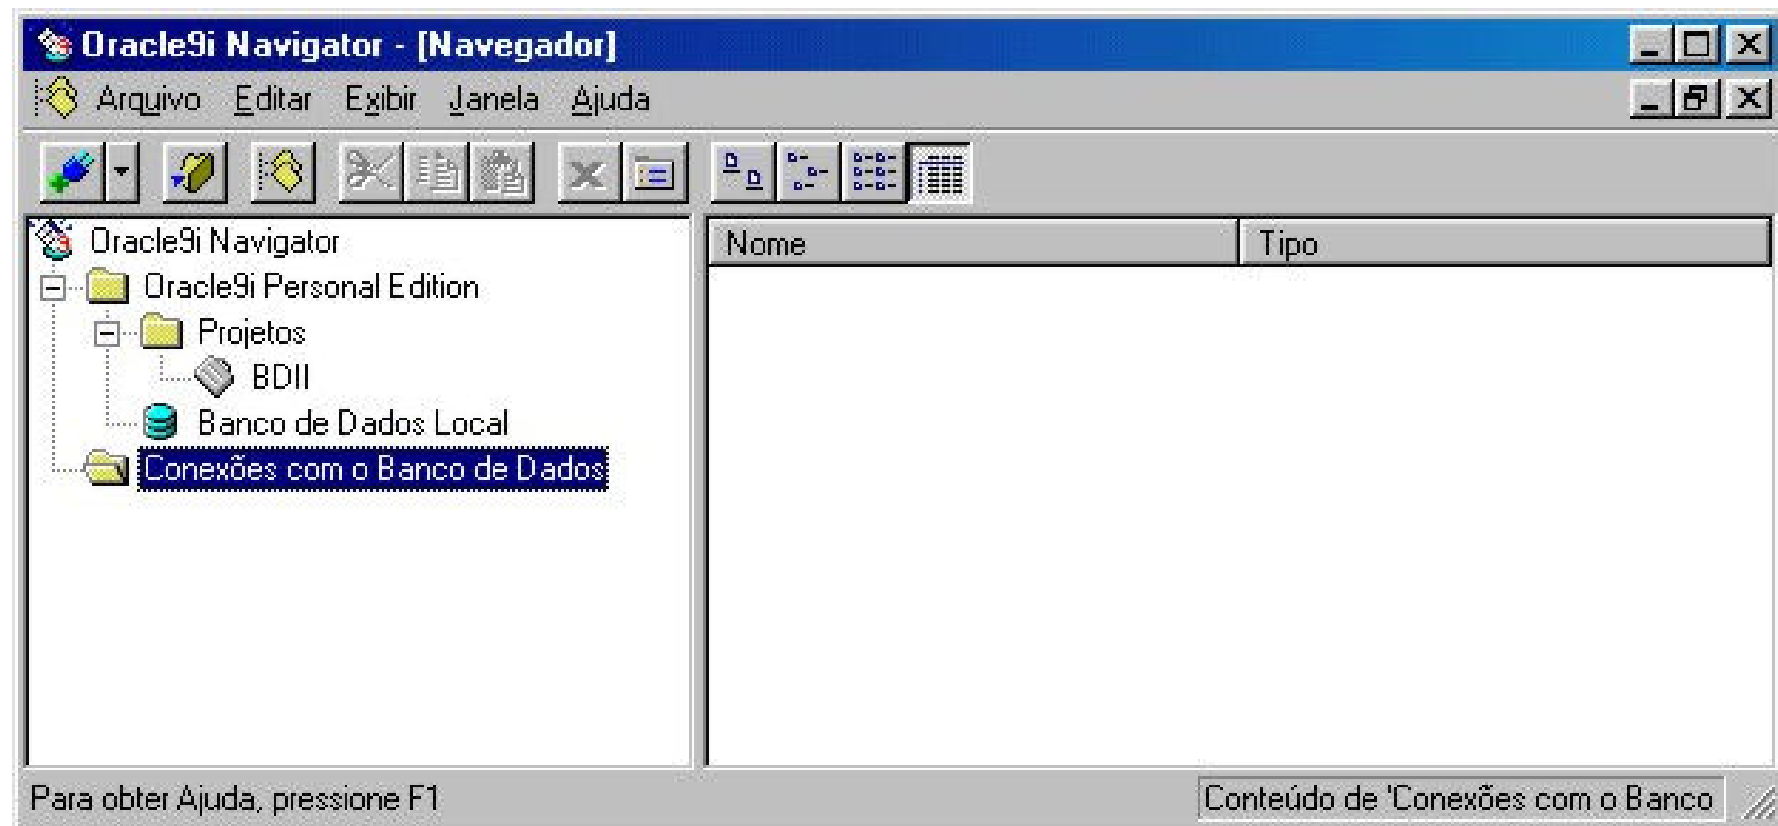 Oracle9i Navigator - [Navegador]
Arquivo Editar Exibir Janela Ajuda
Oracle9i Navigator
Oracle9i Personal Edition
Projetos
BDII
Banco de Dados Local
Conexões com o Banco de Dados
Nome Tipo
Para obter Ajuda, pressione F1 Conteúdo de 'Conexões com o Banco